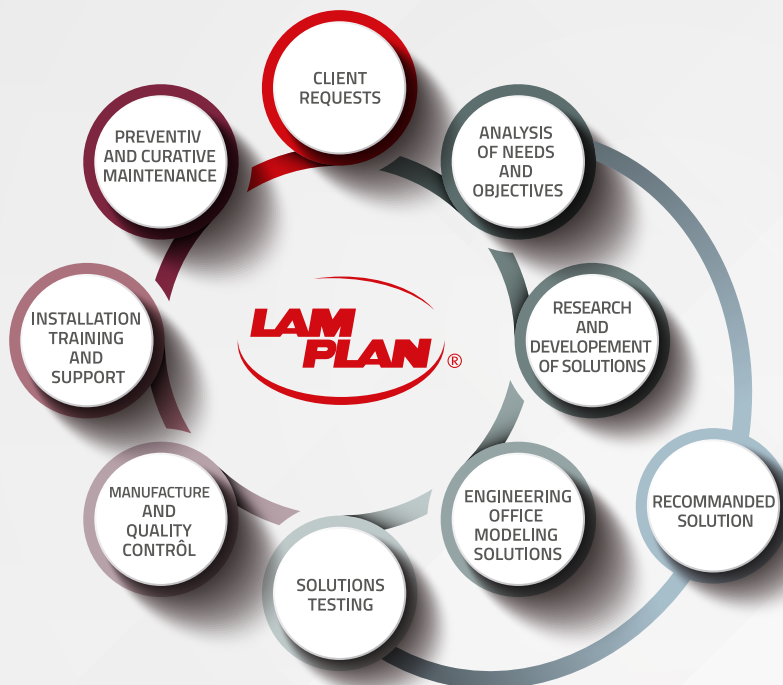 CLIENT
REQUESTS
ANALYSIS
OF NEEDS
AND
OBJECTIVES
RESEARCH
AND
DEVELOPEMENT
OF SOLUTIONS
RECOMMANDED
SOLUTION
ENGINEERING
OFFICE
MODELING
SOLUTIONS
SOLUTIONS
TESTING
MANUFACTURE
AND
QUALITY
CONTRÔL
INSTALLATION
TRAINING
AND
SUPPORT
PREVENTIV
AND CURATIVE
MAINTENANCE
LAM
PLAN ®